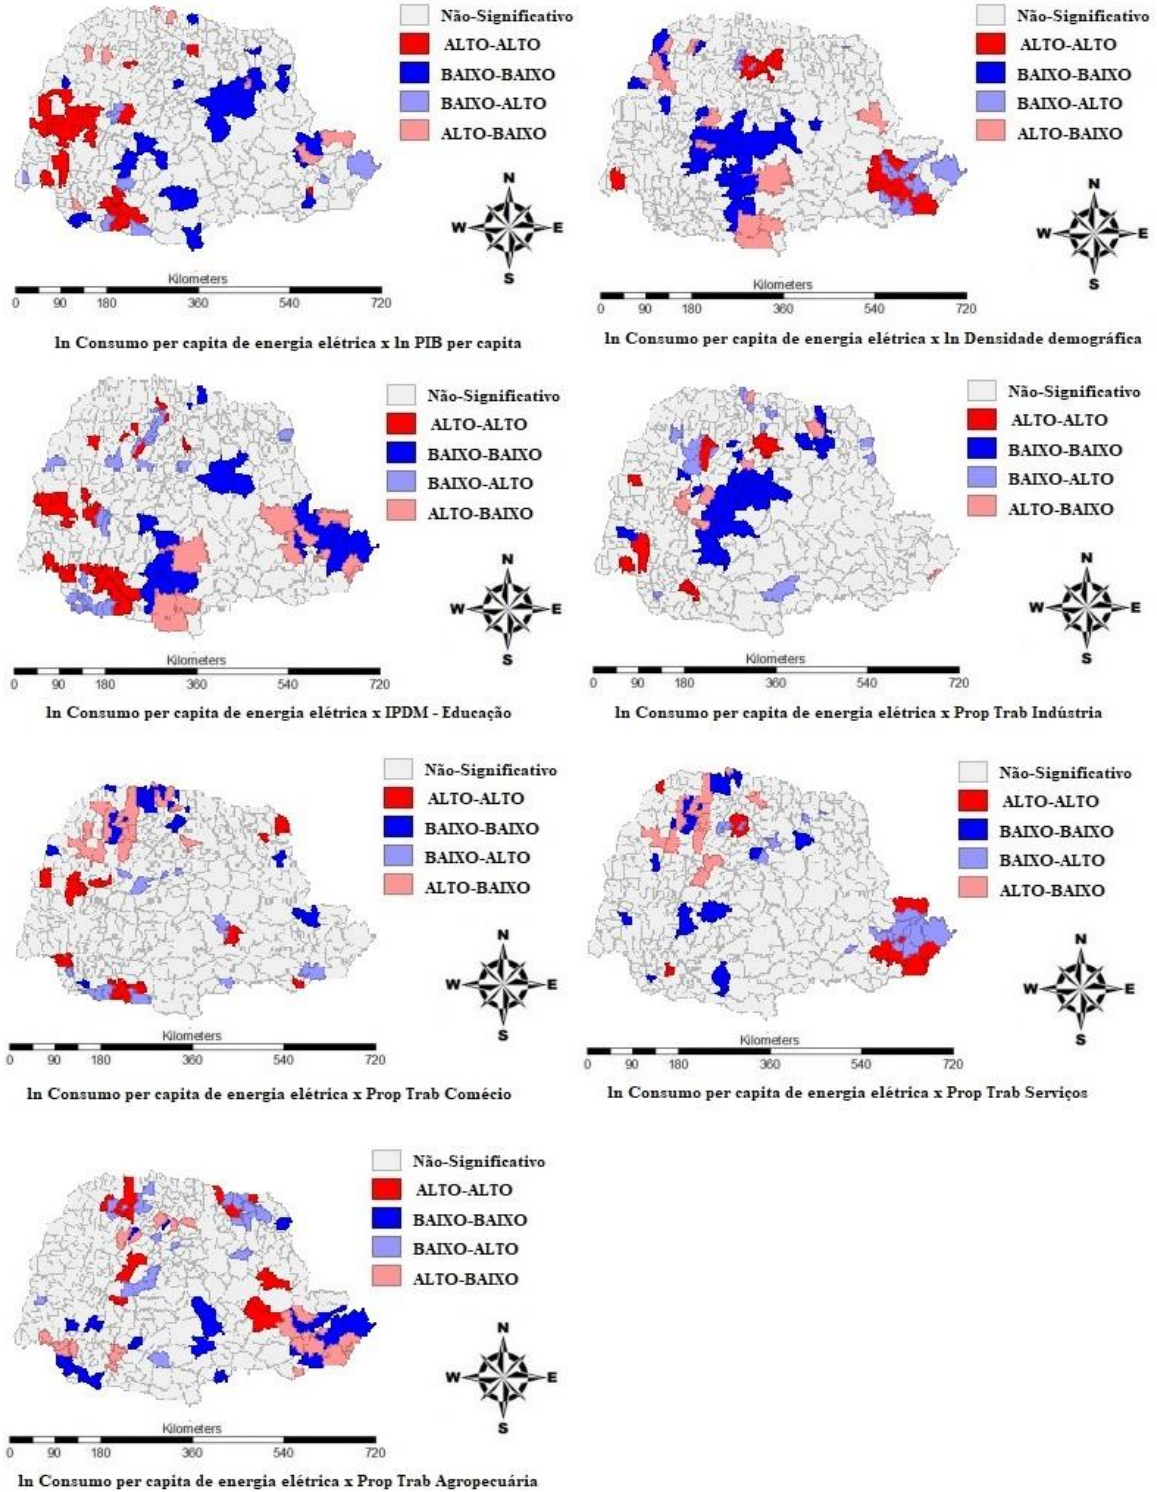 Não-Significativo
ALTO-ALTO
BAIXO-BAIXO
BAIXO-ALTO
ALTO-BAIXO
N
W E
S
Kilometers
0 90 180 360 540 720
ln Consumo per capita de energia elétrica x ln PIB per capita
Não-Significativo
ALTO-ALTO
BAIXO-BAIXO
BAIXO-ALTO
ALTO-BAIXO
N
W E
S
Kilometers
0 90 180 360 540 720
ln Consumo per capita de energia elétrica x ln Densidade demográfica
Não-Significativo
ALTO-ALTO
BAIXO-BAIXO
BAIXO-ALTO
ALTO-BAIXO
N
W E
S
Kilometers
0 90 180 360 540 720
ln Consumo per capita de energia elétrica x IPDM - Educação
Não-Significativo
ALTO-ALTO
BAIXO-BAIXO
BAIXO-ALTO
ALTO-BAIXO
N
W E
S
Kilometers
0 90 180 360 540 720
ln Consumo per capita de energia elétrica x Prop Trab Indústria
Não-Significativo
ALTO-ALTO
BAIXO-BAIXO
BAIXO-ALTO
ALTO-BAIXO
N
W E
S
Kilometers
0 90 180 360 540 720
ln Consumo per capita de energia elétrica x Prop Trab Comécio
Não-Significativo
ALTO-ALTO
BAIXO-BAIXO
BAIXO-ALTO
ALTO-BAIXO
N
W E
S
Kilometers
0 90 180 360 540 720
ln Consumo per capita de energia elétrica x Prop Trab Serviços
Não-Significativo
ALTO-ALTO
BAIXO-BAIXO
BAIXO-ALTO
ALTO-BAIXO
N
W E
S
Kilometers
0 90 180 360 540 720
ln Consumo per capita de energia elétrica x Prop Trab Agropecuária